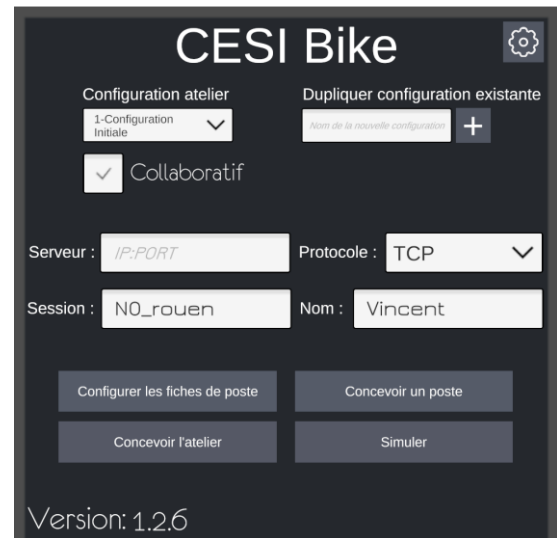 CESI Bike
Configuration atelier
Dupliquer configuration existante
1-Configuration
Initiale
Nom de la nouvelle configuration
+
Collaboratif
Serveur :
IP:PORT
Protocole :
TCP
Session :
N0_rouen
Nom :
Vincent
Configurer les fiches de poste
Concevoir un poste
Concevoir l'atelier
Simuler
Version: 1.2.6